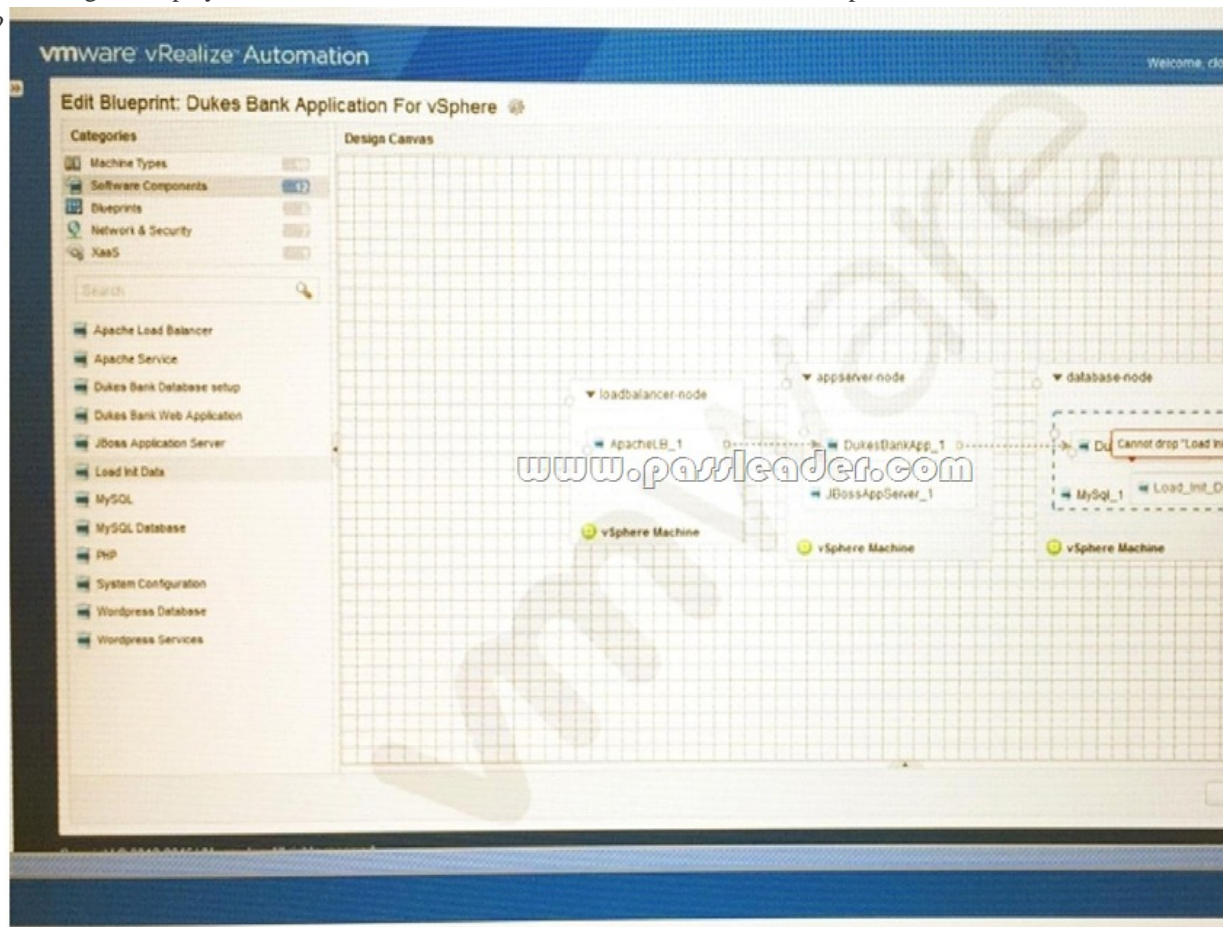 vmware vRealize Automation
Welcome,
Edit Blueprint: Dukes Bank Application For vSphere
Categories
Design Canvas
Machine Types
Software Components
Blueprints
Network & Security
XaaS
Search
Apache Load Balancer
Apache Service
Dukes Bank Database setup
Dukes Bank Web Application
JBoss Application Server
Load Init Data
MySQL
MySQL Database
PHP
System Configuration
Wordpress Database
Wordpress Services
loadbalancer-node
ApacheLB_1
vSphere Machine
appserver-node
DukesBankApp_1
JBossAppServer_1
vSphere Machine
database-node
Du Cannot drop "Load Ini
MySql_1 Load_Init_D
vSphere Machine
www.passleader.com
vmware